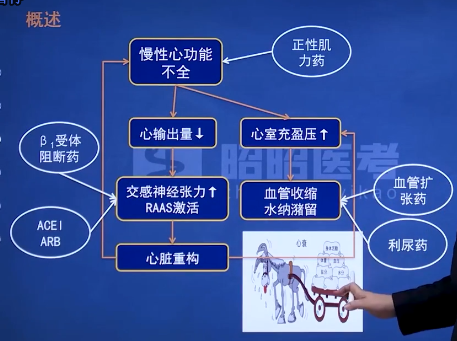 概述
慢性心功能
不全
正性肌
力药
心输出量↓
心室充盈压↑
β₁受体
阻断药
交感神经张力↑
RAAS激活
血管收缩
水纳潴留
血管扩
张药
ACEI
ARB
利尿药
心脏重构
心衰
昭昭医考